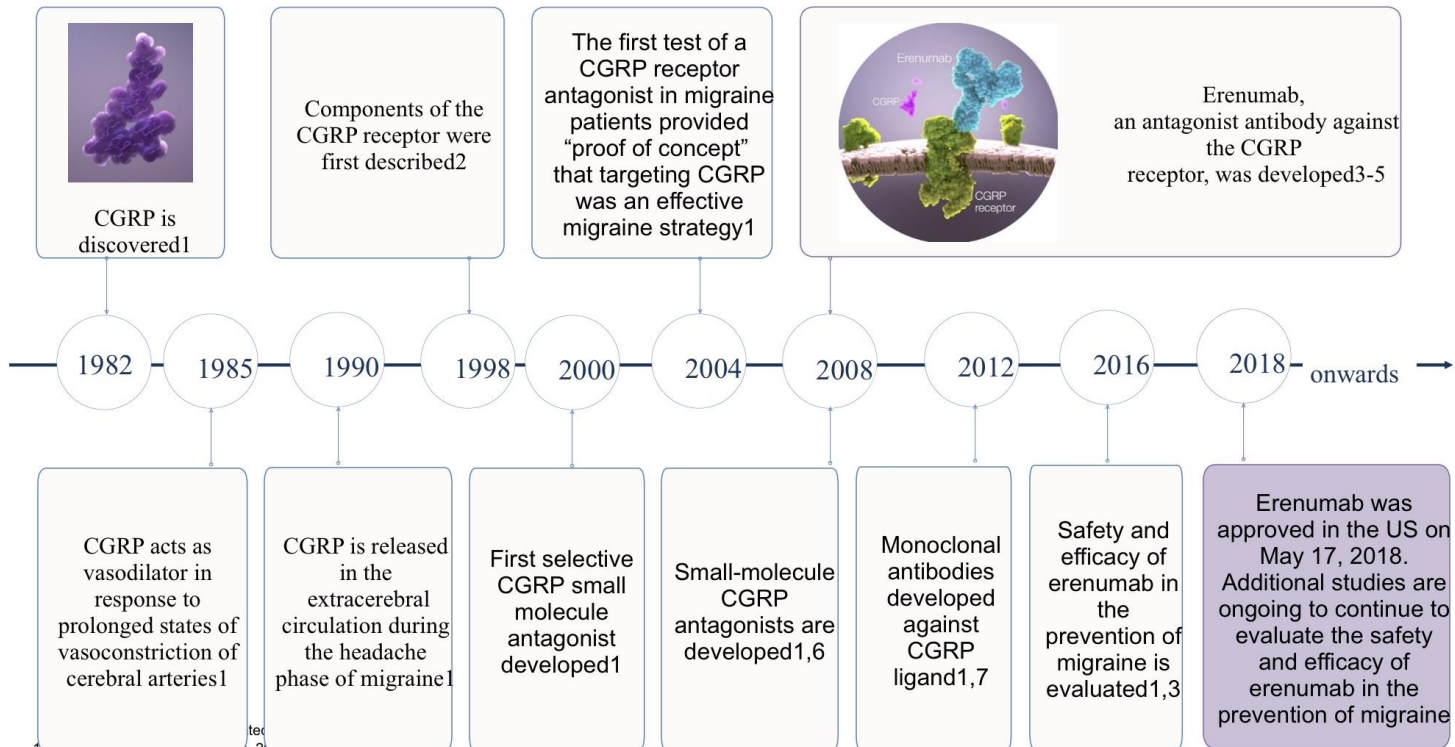 CGRP is
discovered1
Components of the
CGRP receptor were
first described2
The first test of a
CGRP receptor
antagonist in migraine
patients provided
“proof of concept”
that targeting CGRP
was an effective
migraine strategy1
Erenumab
CGRP
CGRP
receptor
Erenumab,
an antagonist antibody against
the CGRP
receptor, was developed3-5
1982
1985
1990
1998
2000
2004
2008
2012
2016
2018
onwards
CGRP acts as
vasodilator in
response to
prolonged states of
vasoconstriction of
cerebral arteries1
CGRP is released
in the
extracerebral
circulation during
the headache
phase of migraine1
First selective
CGRP small
molecule
antagonist
developed1
Small-molecule
CGRP
antagonists are
developed1,6
Monoclonal
antibodies
developed
against
CGRP
ligand1,7
Safety and
efficacy of
erenumab in
the
prevention of
migraine is
evaluated1,3
Erenumab was
approved in the US on
May 17, 2018.
Additional studies are
ongoing to continue to
evaluate the safety
and efficacy of
erenumab in the
prevention of migraine